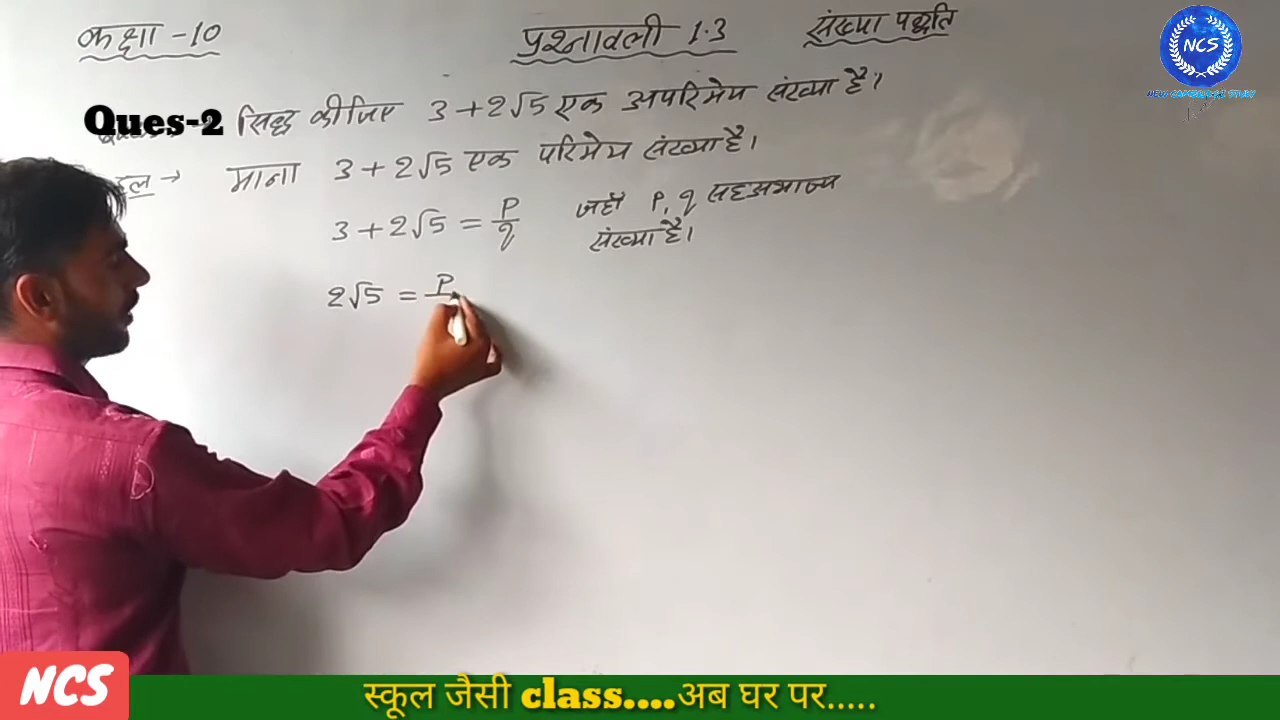 कक्षा -10
प्रश्नावली 1.3
संख्या पद्धति
NCS
Ques-2 सिद्ध कीजिए 3+2√5 एक अपरिमेय संख्या है।
हल → माना 3+2√5 एक परिमेय संख्या है।
3+2√5 = P/q जहाँ P, q सहअभाज्य
संख्या है।
2√5 = P
NCS
स्कूल जैसी class....अब घर पर.....